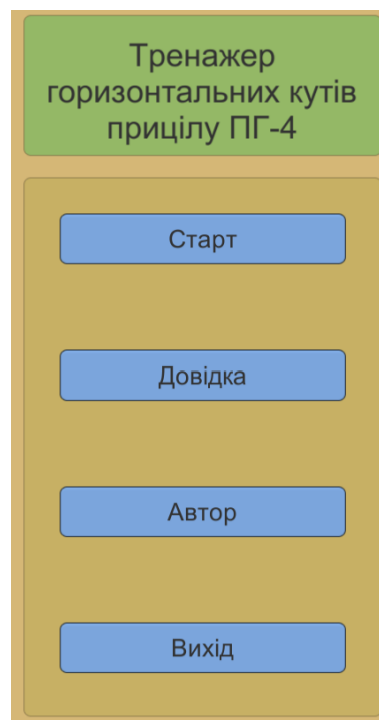 Тренажер
горизонтальних кутів
прицілу ПГ-4
Старт
Довідка
Автор
Вихід